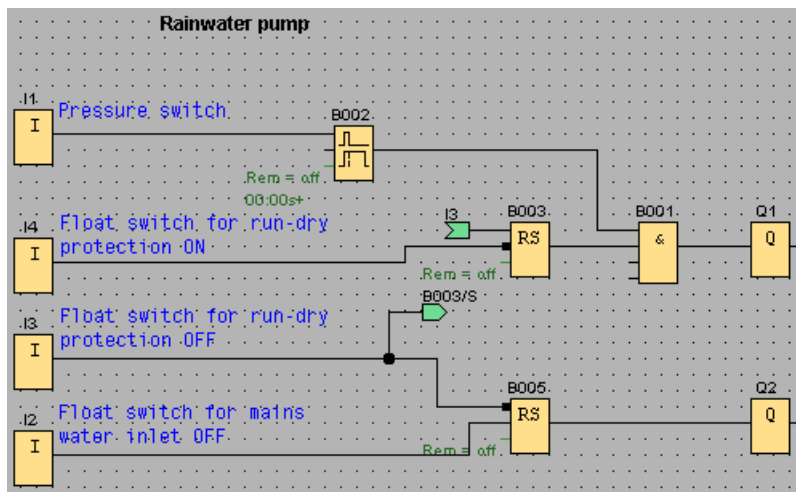 Rainwater pump
I1
Pressure switch
B002
I
Rem = off
00:00s+
I4
Float switch for run-dry
protection ON
I3
B003
B001
Q1
I
RS
&
Q
Rem = off
B003/S
I3
Float switch for run-dry
protection OFF
I
B005
Q2
I2
Float switch for mains
water inlet OFF
RS
Q
I
Rem = off